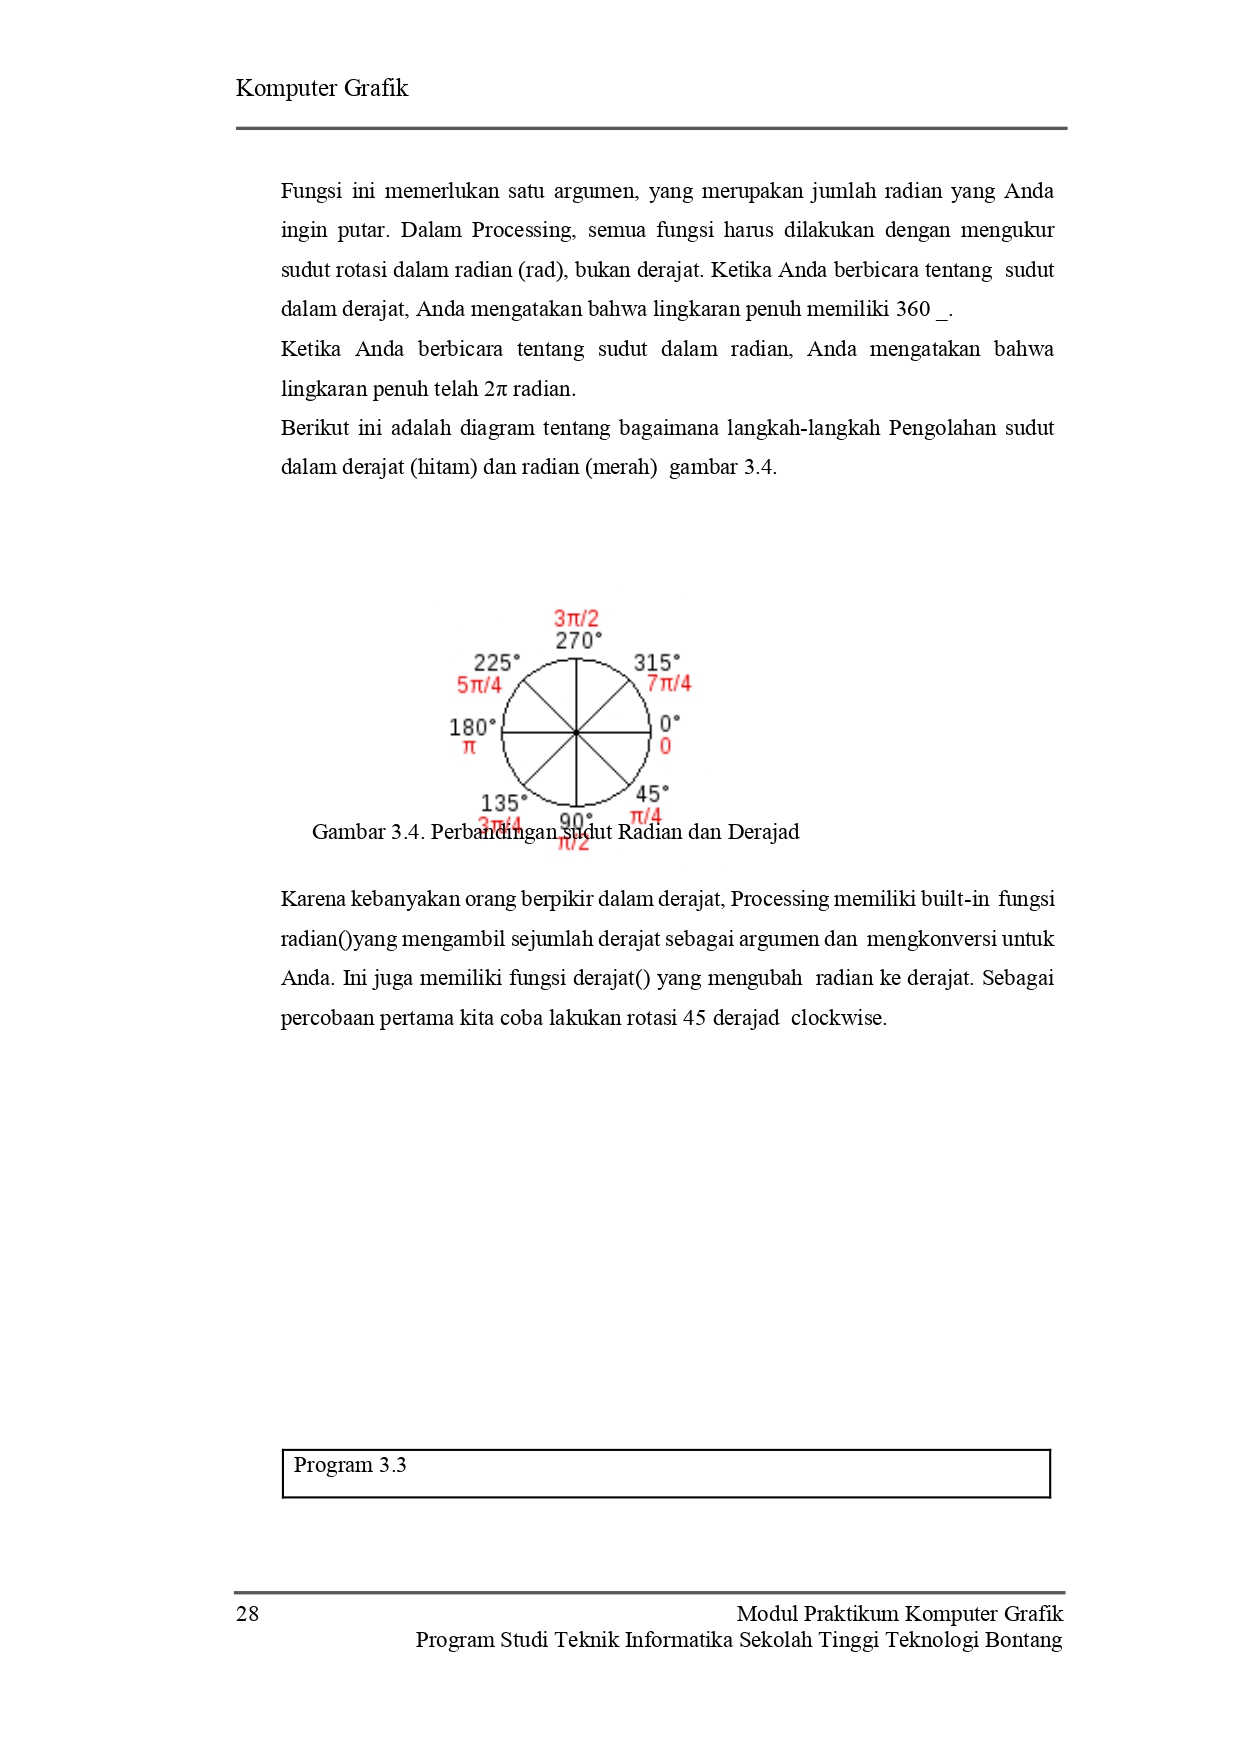 Komputer Grafik
Fungsi ini memerlukan satu argumen, yang merupakan jumlah radian yang Anda
ingin putar. Dalam Processing, semua fungsi harus dilakukan dengan mengukur
sudut rotasi dalam radian (rad), bukan derajat. Ketika Anda berbicara tentang sudut
dalam derajat, Anda mengatakan bahwa lingkaran penuh memiliki 360 _.
Ketika Anda berbicara tentang sudut dalam radian, Anda mengatakan bahwa
lingkaran penuh telah 2π radian.
Berikut ini adalah diagram tentang bagaimana langkah-langkah Pengolahan sudut
dalam derajat (hitam) dan radian (merah) gambar 3.4.
3π/2
270°
225°
5π/4
315°
7π/4
180°
π
0°
0
135°
3π/4
45°
π/4
90°
π/2
Gambar 3.4. Perbandingan sudut Radian dan Derajad
Karena kebanyakan orang berpikir dalam derajat, Processing memiliki built-in fungsi
radian()yang mengambil sejumlah derajat sebagai argumen dan mengkonversi untuk
Anda. Ini juga memiliki fungsi derajat() yang mengubah radian ke derajat. Sebagai
percobaan pertama kita coba lakukan rotasi 45 derajad clockwise.
Program 3.3
28 Modul Praktikum Komputer Grafik
Program Studi Teknik Informatika Sekolah Tinggi Teknologi Bontang